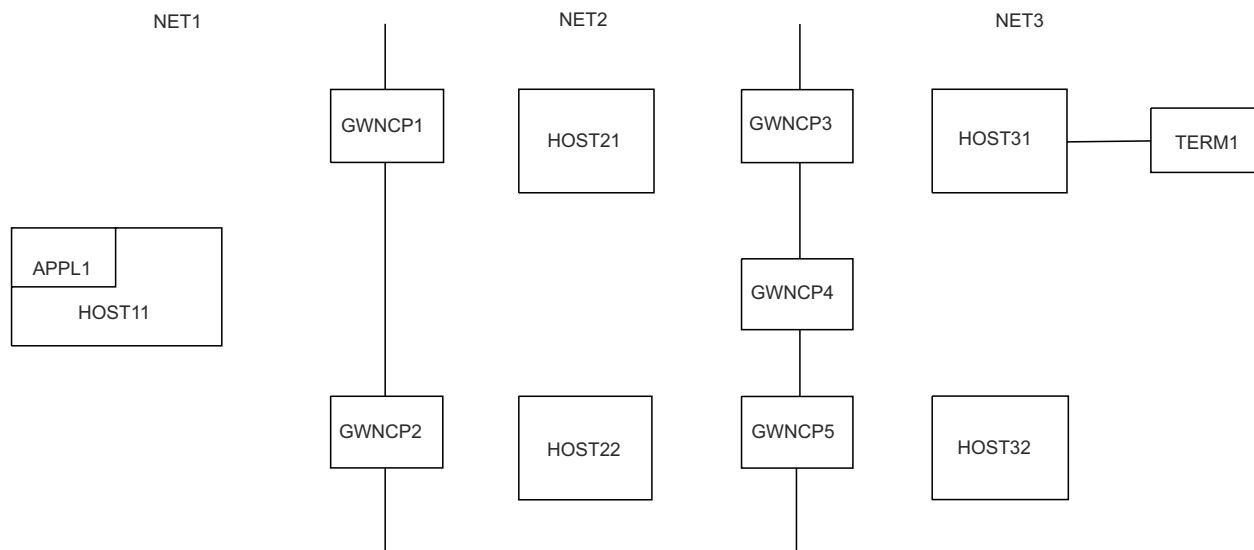 NET1
NET2
NET3
GWNCP1
HOST21
GWNCP3
HOST31
TERM1
APPL1
HOST11
GWNCP4
GWNCP2
HOST22
GWNCP5
HOST32